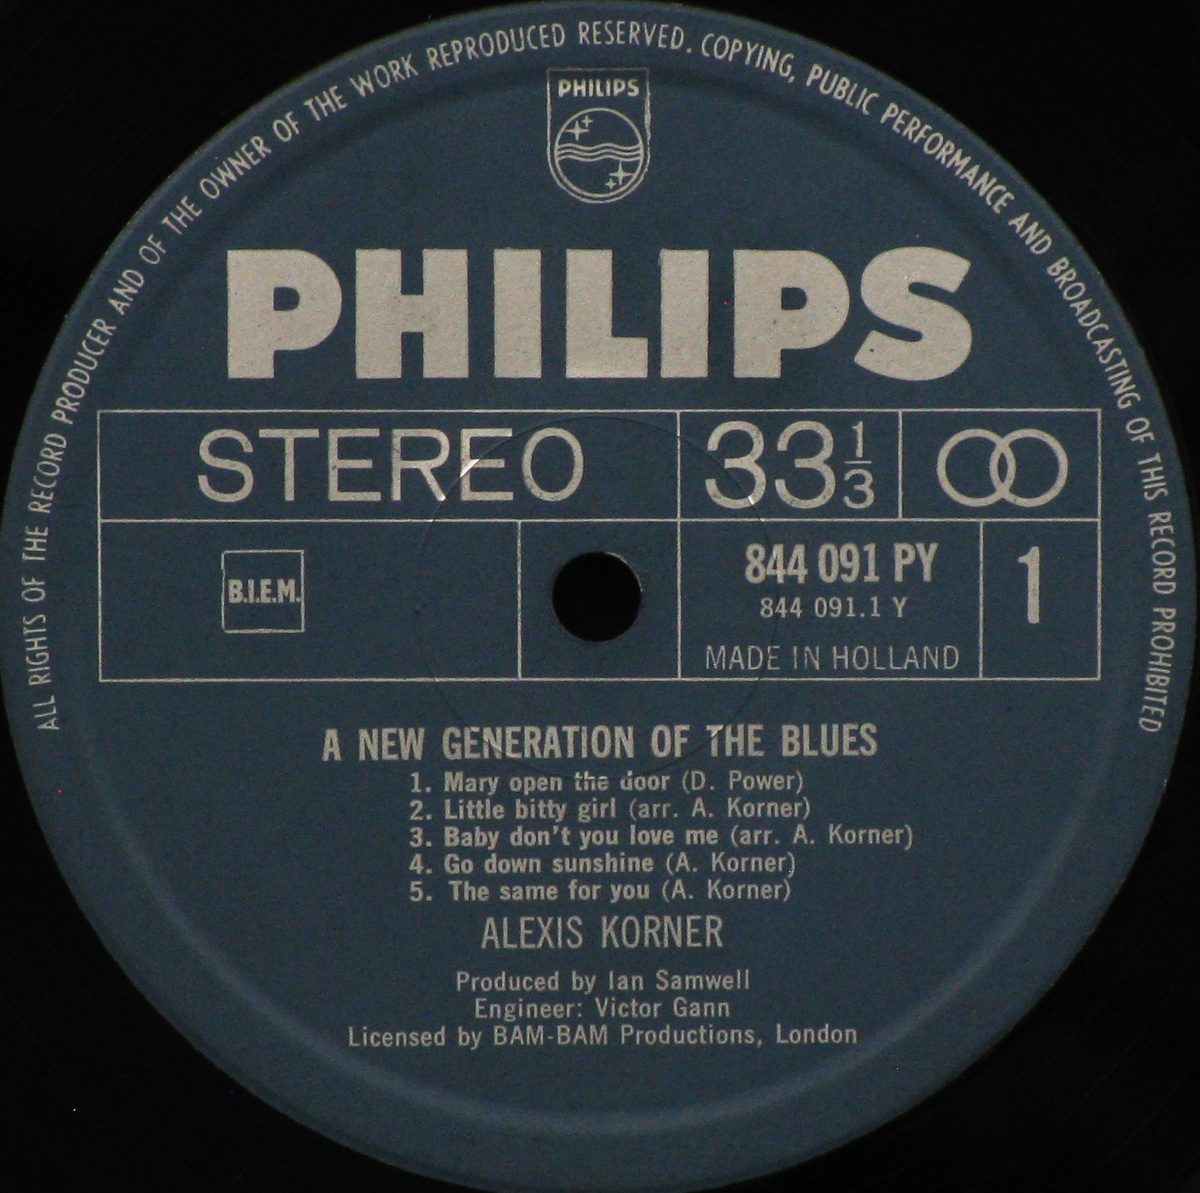 ALL RIGHTS OF THE RECORD PRODUCER AND OF THE OWNER OF THE WORK REPRODUCED RESERVED. COPYING, PUBLIC PERFORMANCE AND BROADCASTING OF THIS RECORD PROHIBITED
PHILIPS
PHILIPS
STEREO 33 1/3
B.I.E.M.
844 091 PY 1
844 091.1 Y
MADE IN HOLLAND
A NEW GENERATION OF THE BLUES
1. Mary open the door (D. Power)
2. Little bitty girl (arr. A. Korner)
3. Baby don't you love me (arr. A. Korner)
4. Go down sunshine (A. Korner)
5. The same for you (A. Korner)
ALEXIS KORNER
Produced by Ian Samwell
Engineer: Victor Gann
Licensed by BAM-BAM Productions, London